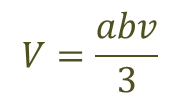 V = abv/3